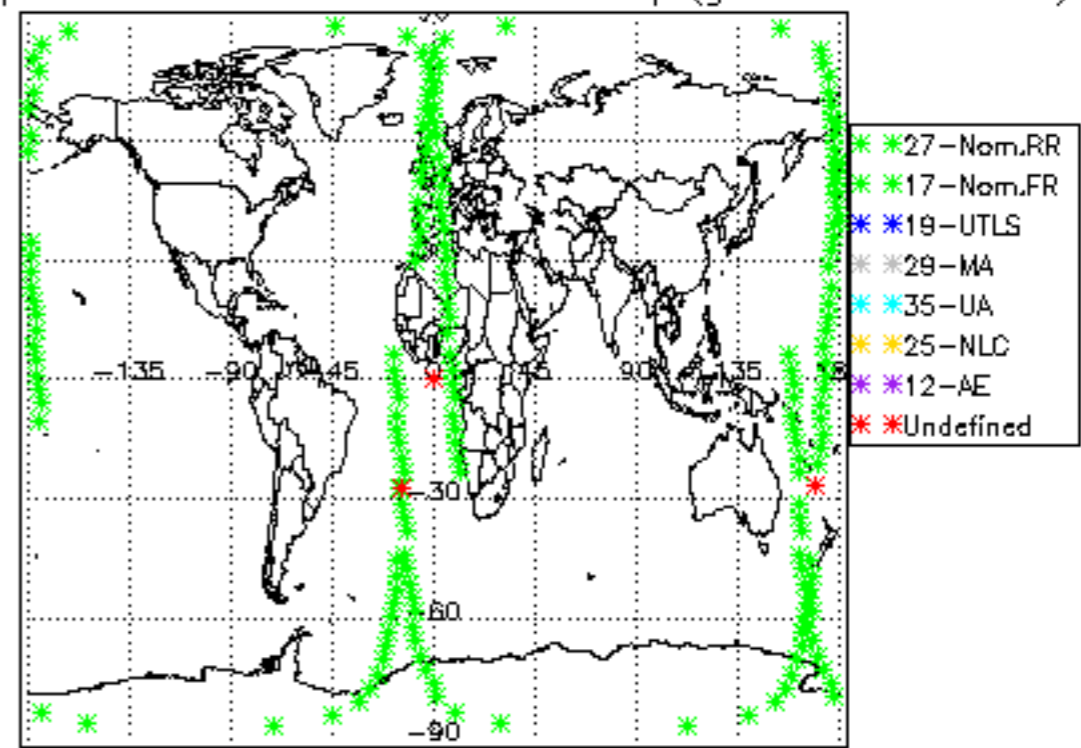 -135
-90
-45
45
90
135
-30
-60
-90
27-Nom.RR
17-Nom.FR
19-UTLS
29-MA
35-UA
25-NLC
12-AE
Undefined